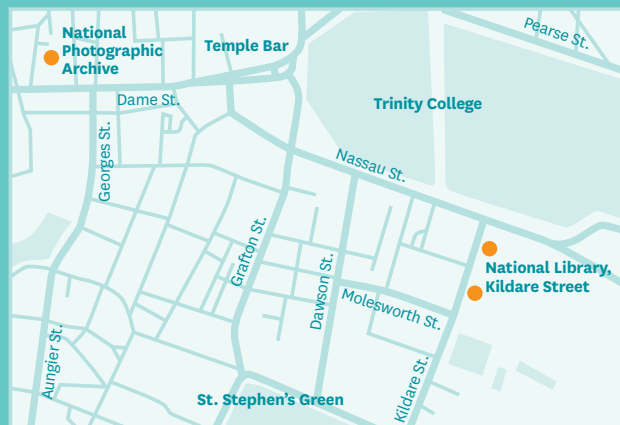 National
Photographic
Archive
Temple Bar
Pearse St.
Dame St.
Trinity College
Georges St.
Nassau St.
Grafton St.
National Library,
Kildare Street
Dawson St.
Molesworth St.
Aungier St.
Kildare St.
St. Stephen's Green